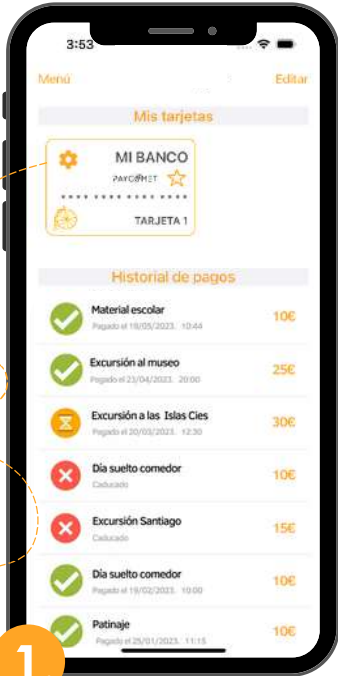 3:53
Menú
Editar
Mis tarjetas
MI BANCO
PAYCOMET
TARJETA 1
Historial de pagos
Material escolar
10€
Pagado el 19/05/2023. 10:44
Excursión al museo
25€
Pagado el 23/04/2023. 20:00
Excursión a las Islas Cies
30€
Pagado el 20/03/2023. 12:30
Día suelto comedor
10€
Caducado
Excursión Santiago
15€
Caducado
Día suelto comedor
10€
Pagado el 19/02/2023. 10:00
Patinaje
10€
Pagado el 25/01/2023. 11:15
1